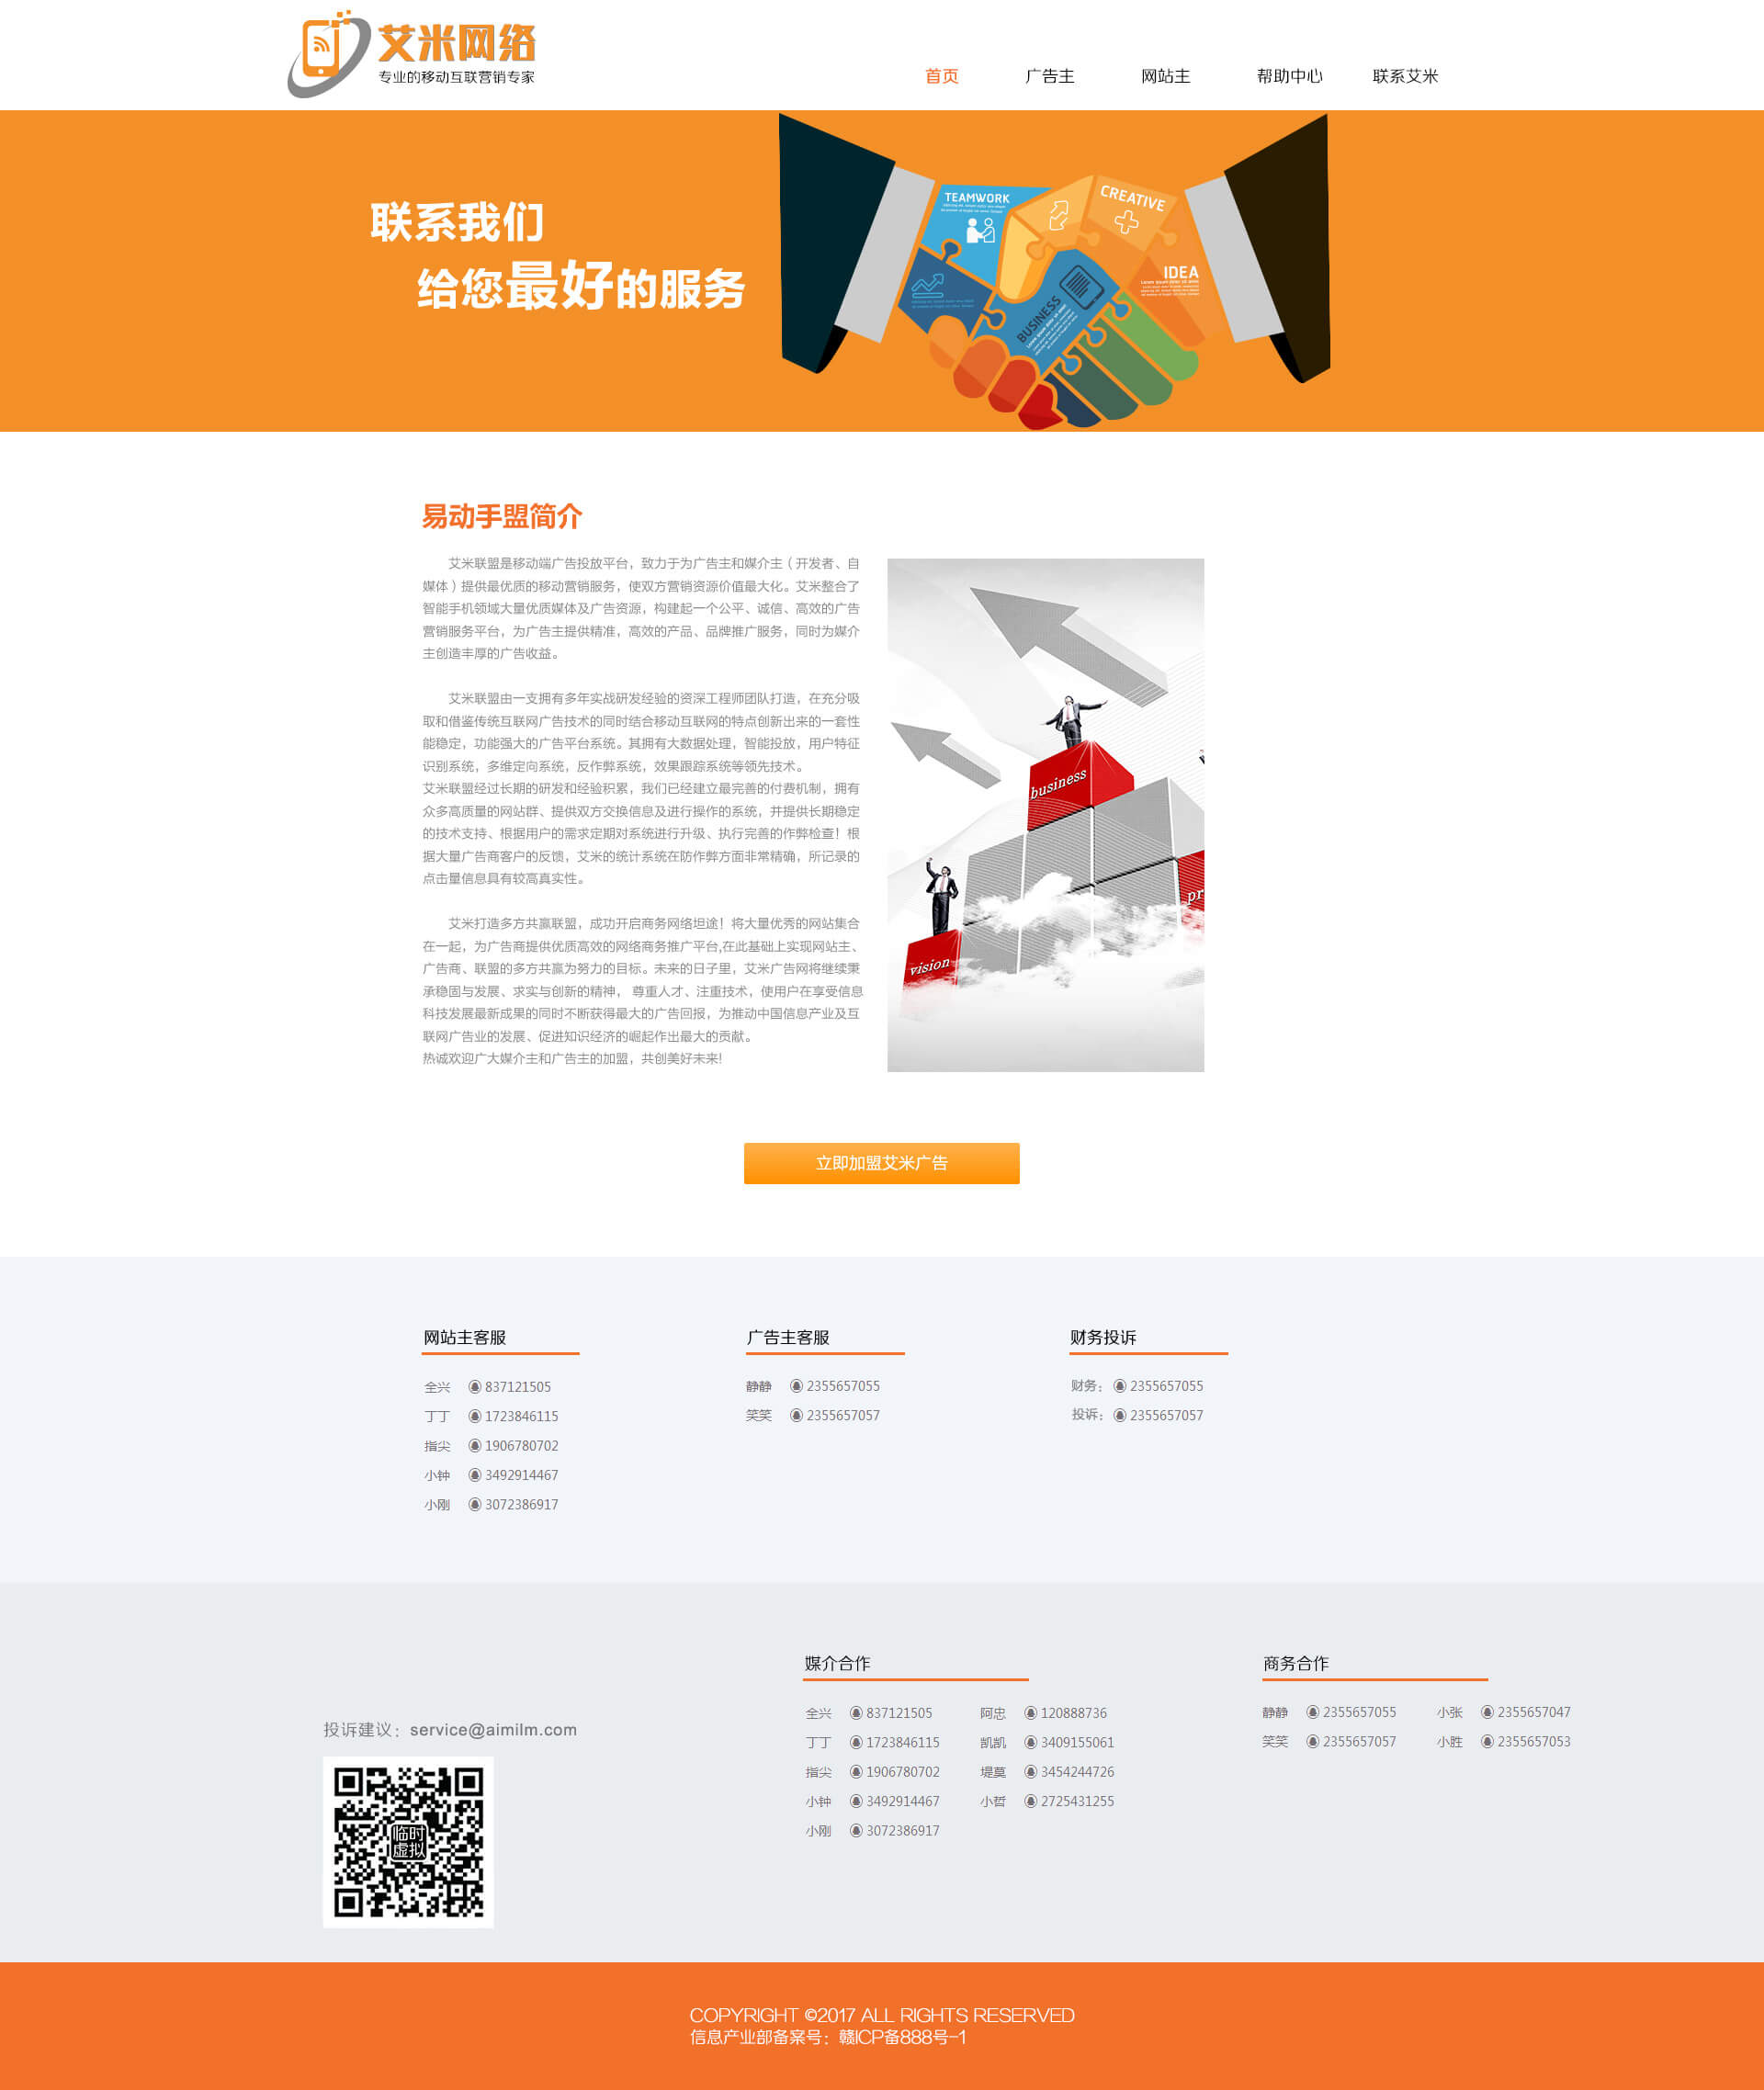 艾米网络
专业的移动互联营销专家
首页 广告主 网站主 帮助中心 联系艾米
联系我们
给您最好的服务
TEAMWORK
CREATIVE
IDEA
BUSINESS
易动手盟简介
艾米联盟是移动端广告投放平台，致力于为广告主和媒介主（开发者、自
媒体）提供最优质的移动营销服务，使双方营销资源价值最大化。艾米整合了
智能手机领域大量优质媒体及广告资源，构建起一个公平、诚信、高效的广告
营销服务平台，为广告主提供精准，高效的产品、品牌推广服务，同时为媒介
主创造丰厚的广告收益。
艾米联盟由一支拥有多年实战研发经验的资深工程师团队打造，在充分吸
取和借鉴传统互联网广告技术的同时结合移动互联网的特点创新出来的一套性
能稳定，功能强大的广告平台系统。其拥有大数据处理，智能投放，用户特征
识别系统，多维定向系统，反作弊系统，效果跟踪系统等领先技术。
艾米联盟经过长期的研发和经验积累，我们已经建立最完善的付费机制，拥有
众多高质量的网站群、提供双方交换信息及进行操作的系统，并提供长期稳定
的技术支持、根据用户的需求定期对系统进行升级、执行完善的作弊检查！根
据大量广告商客户的反馈，艾米的统计系统在防作弊方面非常精确，所记录的
点击量信息具有较高真实性。
艾米打造多方共赢联盟，成功开启商务网络坦途！将大量优秀的网站集合
在一起，为广告商提供优质高效的网络商务推广平台,在此基础上实现网站主、
广告商、联盟的多方共赢为努力的目标。未来的日子里，艾米广告网将继续秉
承稳固与发展、求实与创新的精神， 尊重人才、注重技术，使用户在享受信息
科技发展最新成果的同时不断获得最大的广告回报，为推动中国信息产业及互
联网广告业的发展、促进知识经济的崛起作出最大的贡献。
热诚欢迎广大媒介主和广告主的加盟，共创美好未来!
business
vision
pr
立即加盟艾米广告
网站主客服
全兴 837121505
丁丁 1723846115
指尖 1906780702
小钟 3492914467
小刚 3072386917
广告主客服
静静 2355657055
笑笑 2355657057
财务投诉
财务： 2355657055
投诉： 2355657057
投诉建议：service@aimilm.com
临时
虚拟
媒介合作
全兴 837121505 阿忠 120888736
丁丁 1723846115 凯凯 3409155061
指尖 1906780702 堤莫 3454244726
小钟 3492914467 小哲 2725431255
小刚 3072386917
商务合作
静静 2355657055 小张 2355657047
笑笑 2355657057 小胜 2355657053
COPYRIGHT ©2017 ALL RIGHTS RESERVED
信息产业部备案号：赣ICP备888号-1